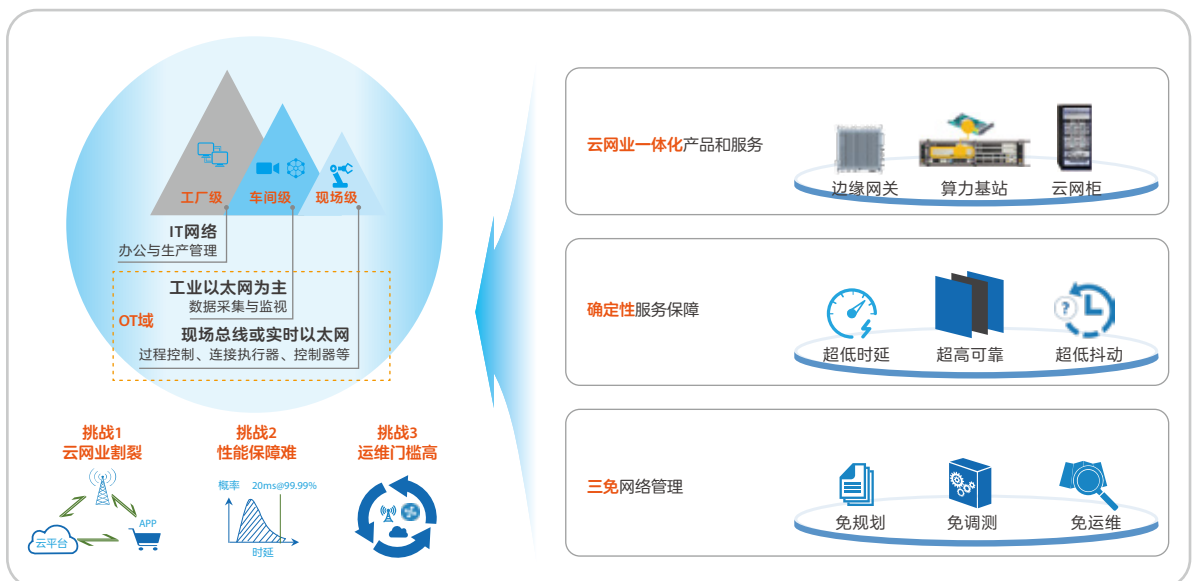 工厂级
车间级
现场级
IT网络
办公与生产管理
工业以太网为主
数据采集与监视
OT域
现场总线或实时以太网
过程控制、连接执行器、控制器等
挑战1
云网业割裂
APP
云平台
挑战2
性能保障难
概率
20ms@99.99%
时延
挑战3
运维门槛高
云网业一体化产品和服务
边缘网关
算力基站
云网柜
确定性服务保障
?
超低时延
超高可靠
超低抖动
三免网络管理
免规划
免调测
免运维